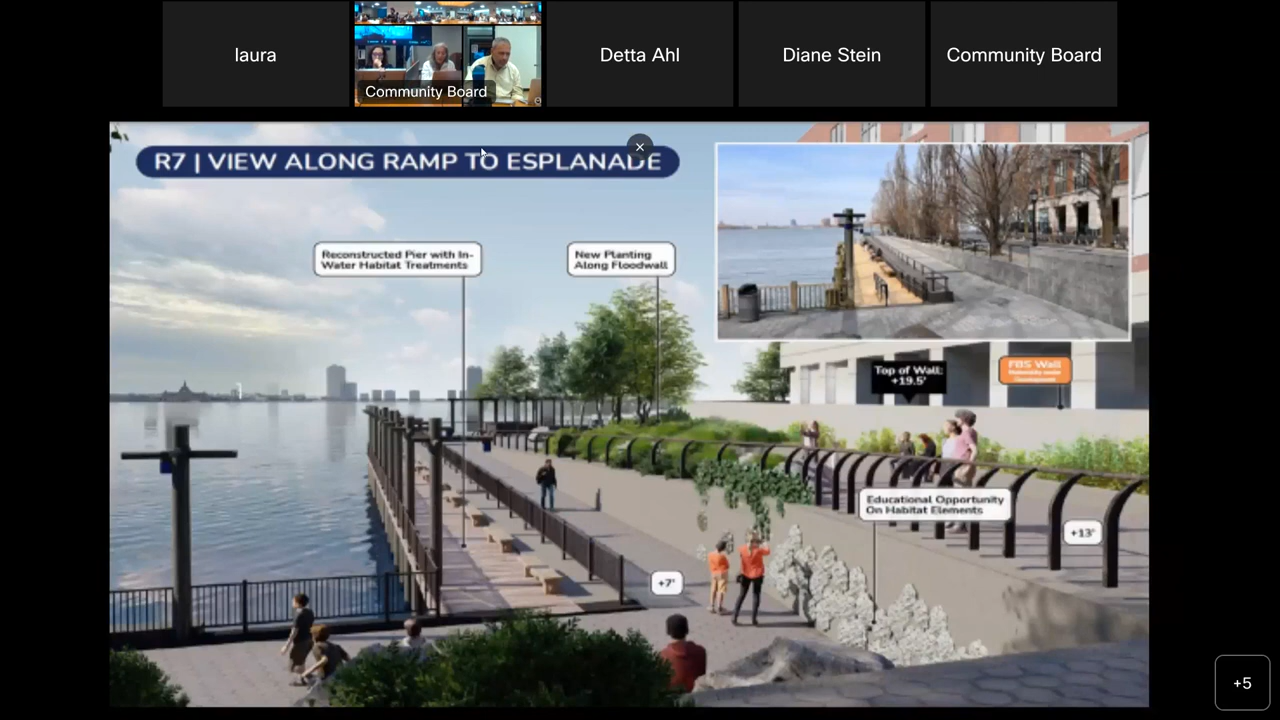 laura
Community Board
Detta Ahl
Diane Stein
Community Board
R7 | VIEW ALONG RAMP TO ESPLANADE
Reconstructed Pier with In-
Water Habitat Treatments
New Planting
Along Floodwall
Top of Wall:
+19.5'
FBS Wall
Educational Opportunity
On Habitat Elements
+13'
+7'
+5